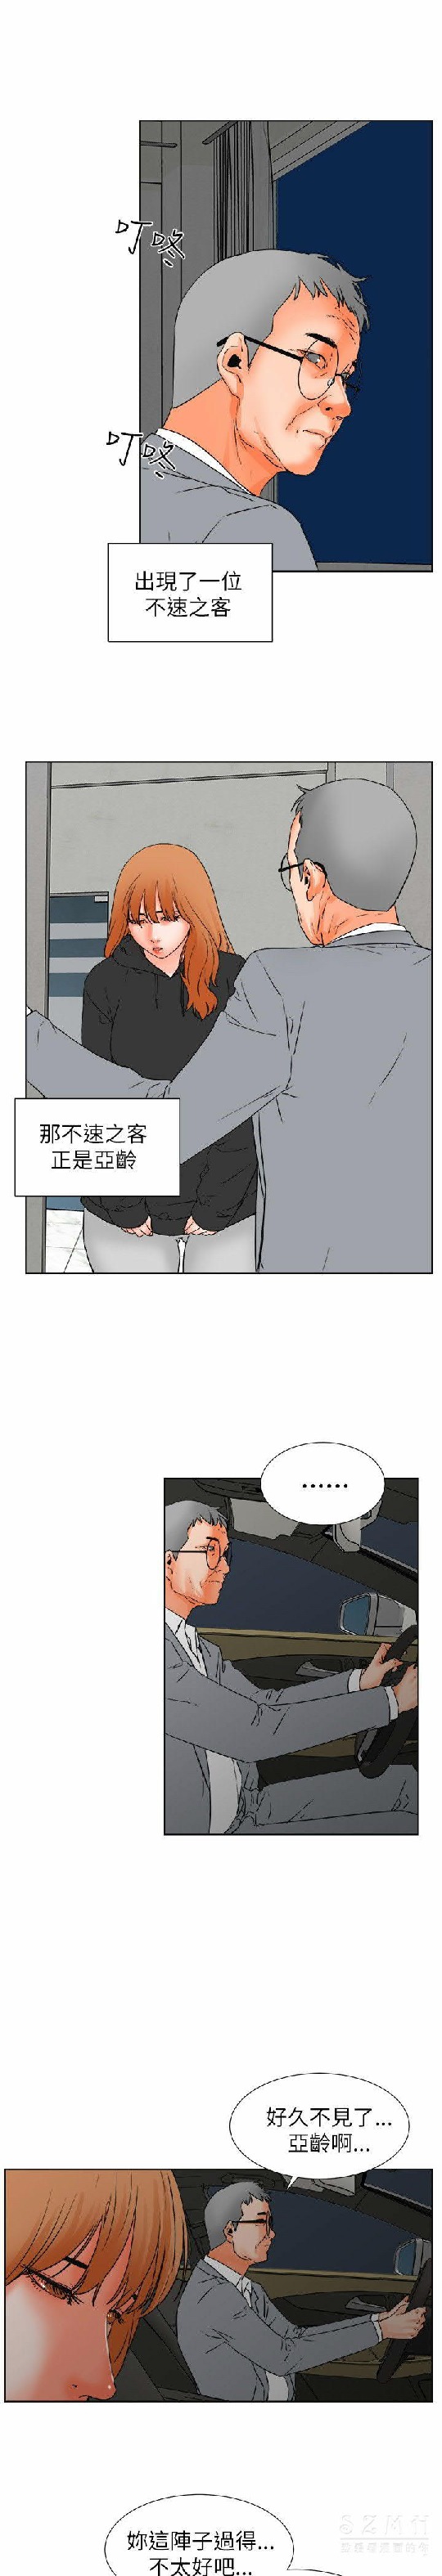 叮咚
叮咚
出現了一位
不速之客
那不速之客
正是亞齡
……
好久不見了…
亞齡啊…
妳這陣子過得…
不太好吧…